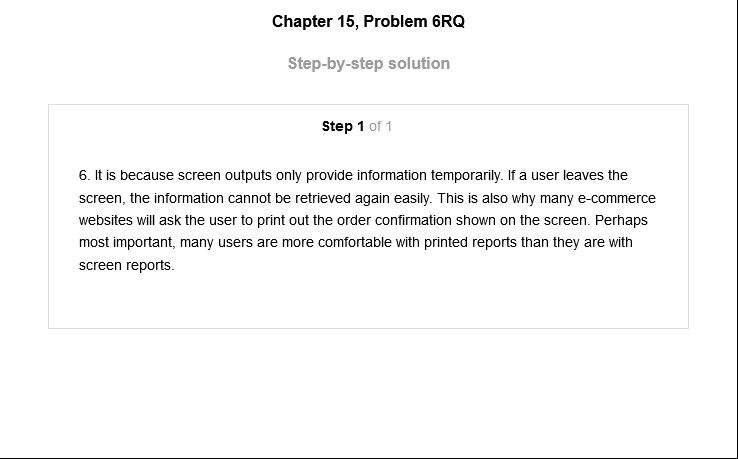 Chapter 15, Problem 6RQ
Step-by-step solution
Step 1 of 1
6. It is because screen outputs only provide information temporarily. If a user leaves the
screen, the information cannot be retrieved again easily. This is also why many e-commerce
websites will ask the user to print out the order confirmation shown on the screen. Perhaps
most important, many users are more comfortable with printed reports than they are with
screen reports.